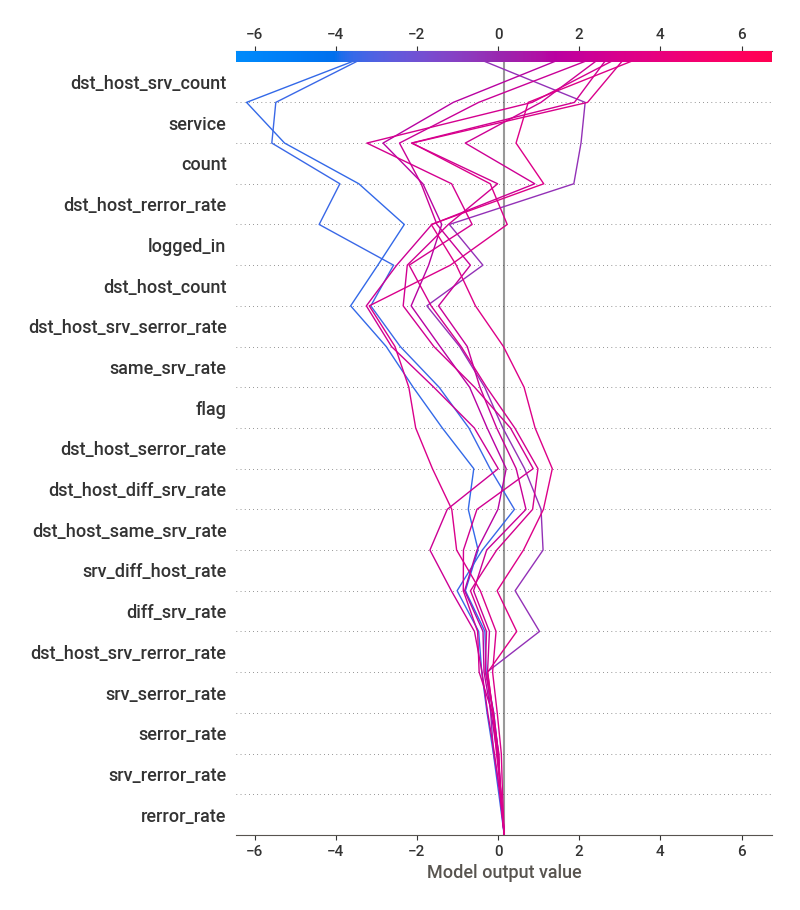 −6 −4 −2 0 2 4 6
dst_host_srv_count
service
count
dst_host_rerror_rate
logged_in
dst_host_count
dst_host_srv_serror_rate
same_srv_rate
flag
dst_host_serror_rate
dst_host_diff_srv_rate
dst_host_same_srv_rate
srv_diff_host_rate
diff_srv_rate
dst_host_srv_rerror_rate
srv_serror_rate
serror_rate
srv_rerror_rate
rerror_rate
−6 −4 −2 0 2 4 6
Model output value